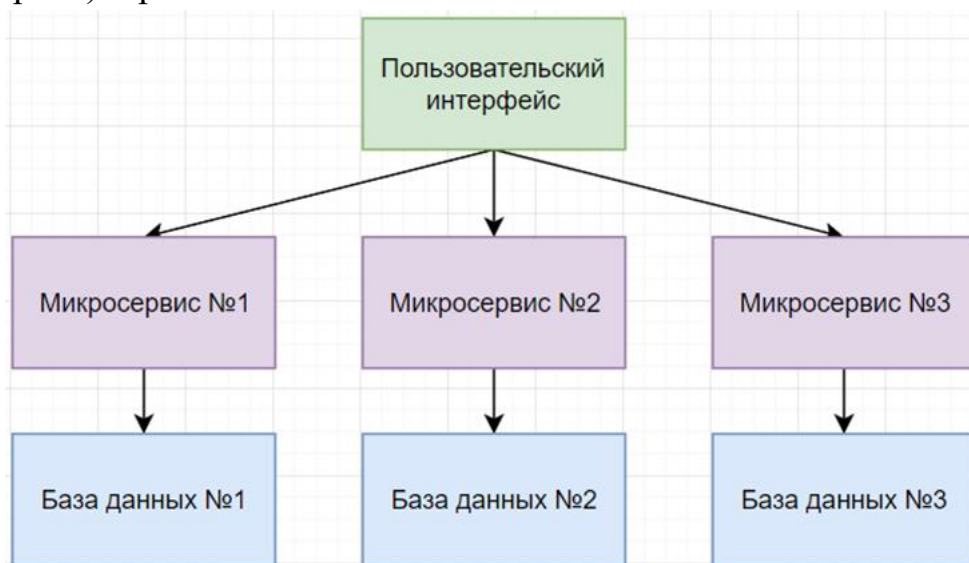 Пользовательский
интерфейс
Микросервис №1
Микросервис №2
Микросервис №3
База данных №1
База данных №2
База данных №3